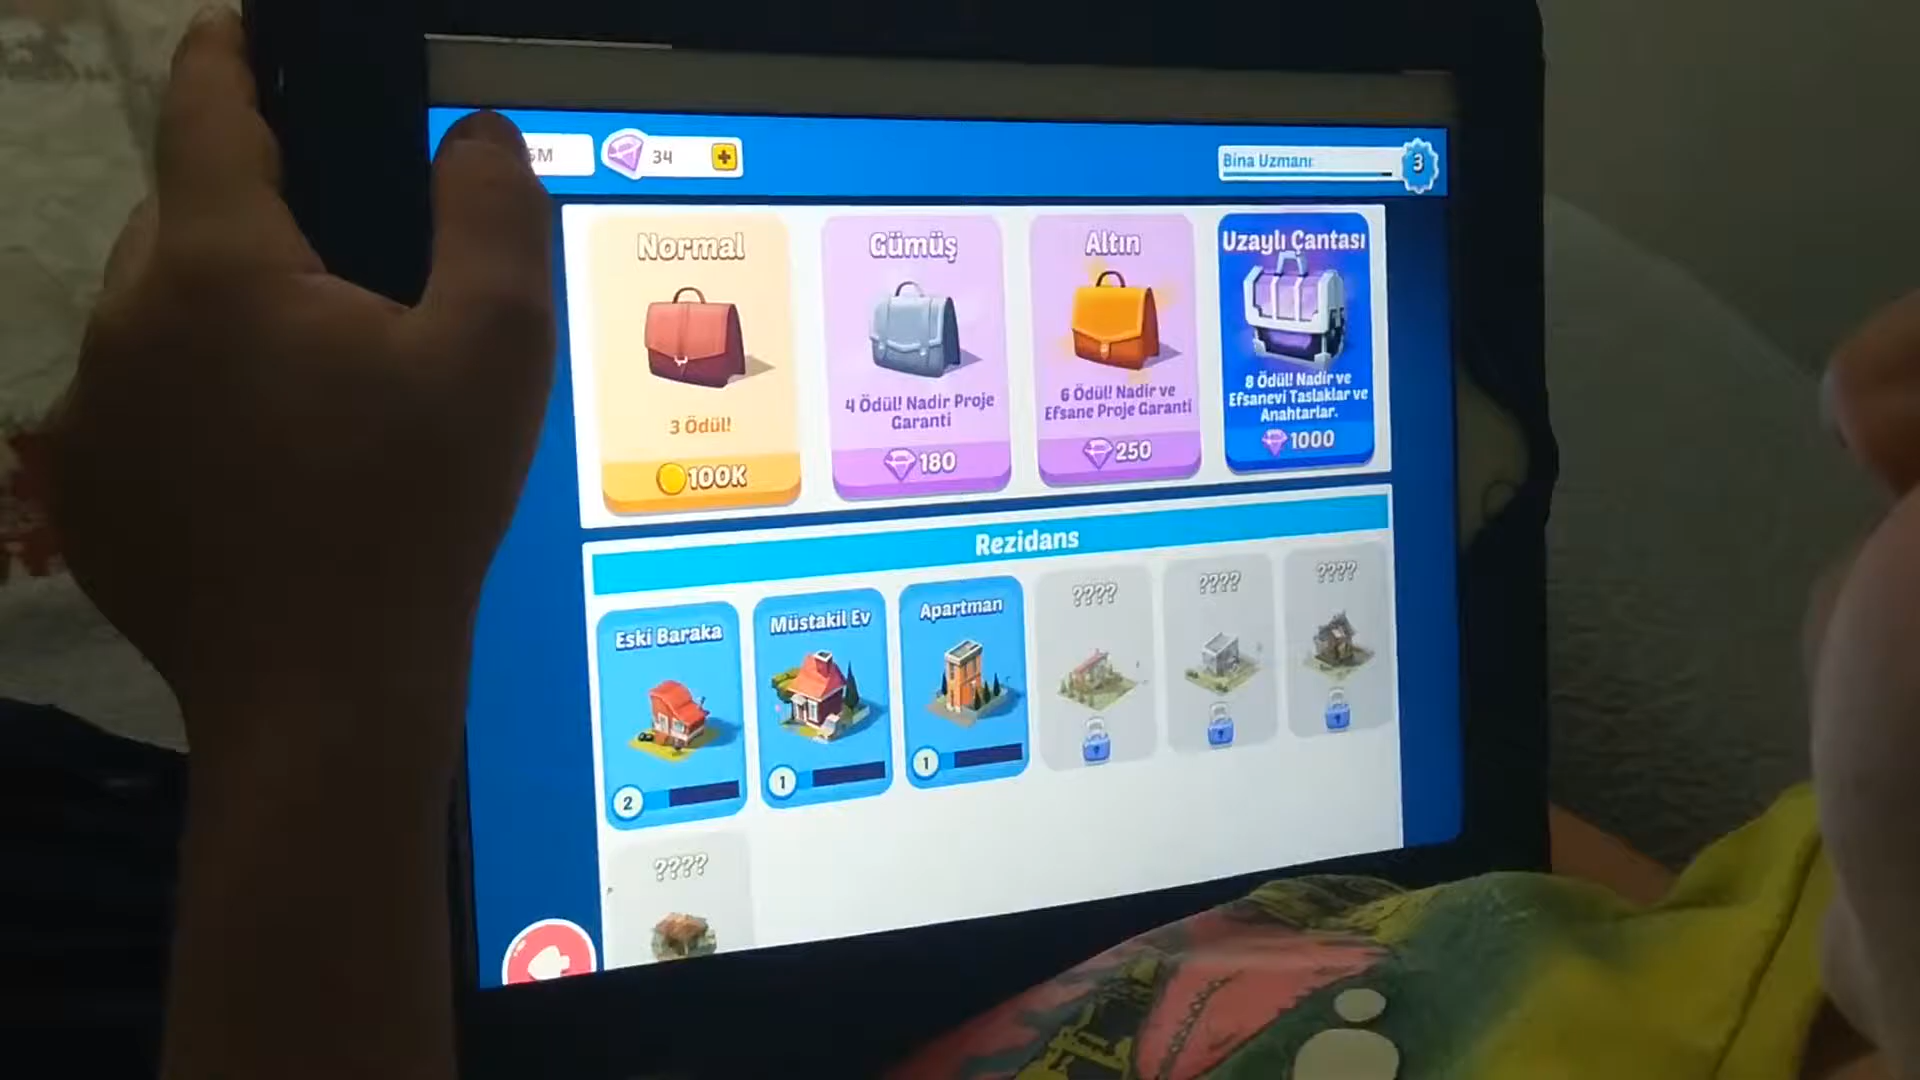 5M
34
Bina Uzmanı
3
Normal
3 Ödül!
100K
Gümüş
4 Ödül! Nadir Proje
Garanti
180
Altın
6 Ödül! Nadir ve
Efsane Proje Garanti
250
Uzaylı Çantası
8 Ödül! Nadir ve
Efsanevi Taslaklar ve
Anahtarlar.
1000
Rezidans
Eski Baraka
2
Müstakil Ev
1
Apartman
1
????
????
????
????